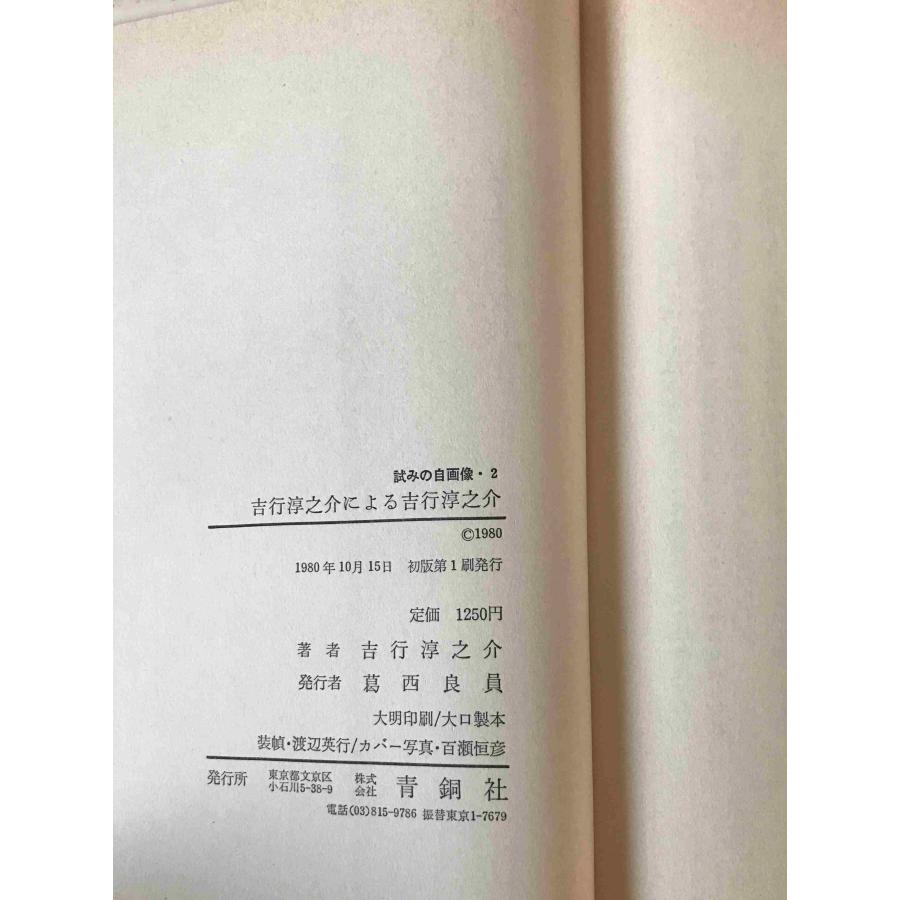 試みの自画像・2
吉行淳之介による吉行淳之介
©1980
1980年10月15日 初版第1刷発行
定価 1250円
著者 吉行淳之介
発行者 葛西良員
大明印刷/大口製本
装幀・渡辺英行/カバー写真・百瀬恒彦
発行所 東京都文京区小石川5-38-9 株式会社 青銅社
電話(03)815-9786 振替東京1-7679